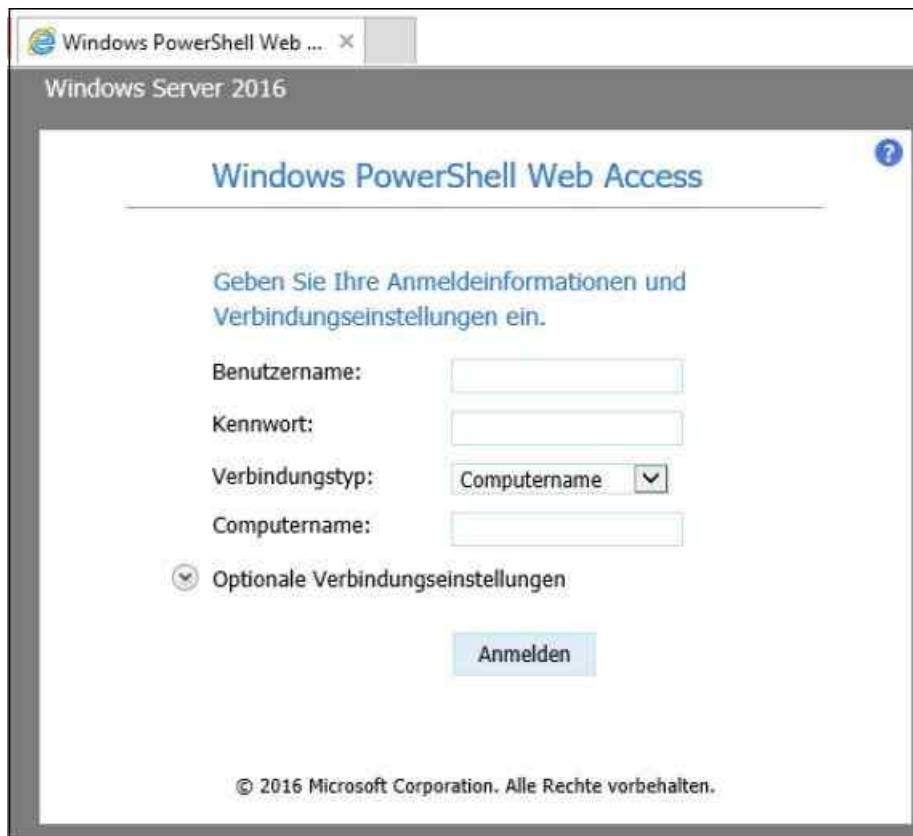 Windows PowerShell Web ...
Windows Server 2016
?
Windows PowerShell Web Access
Geben Sie Ihre Anmeldeinformationen und
Verbindungseinstellungen ein.
Benutzername:
Kennwort:
Verbindungstyp: Computername
Computername:
Optionale Verbindungseinstellungen
Anmelden
© 2016 Microsoft Corporation. Alle Rechte vorbehalten.